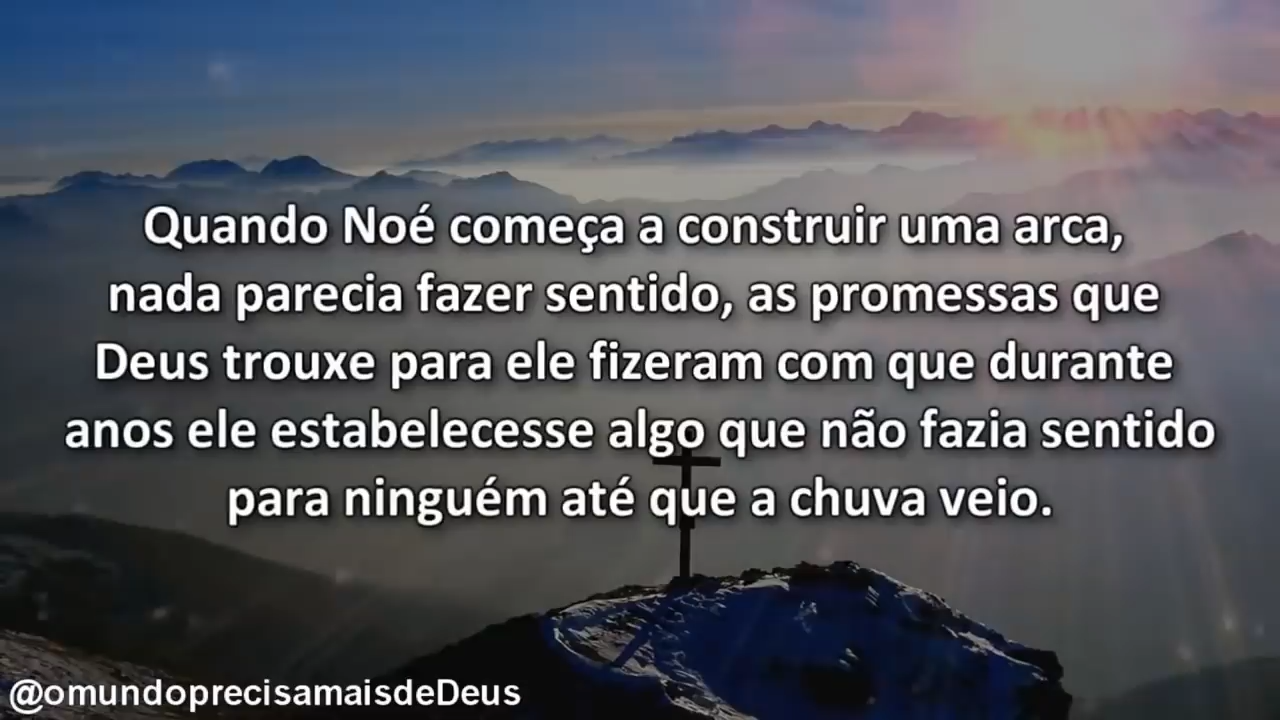 Quando Noé começa a construir uma arca,
nada parecia fazer sentido, as promessas que
Deus trouxe para ele fizeram com que durante
anos ele estabelecesse algo que não fazia sentido
para ninguém até que a chuva veio.
@omundoprecisamaisdeDeus